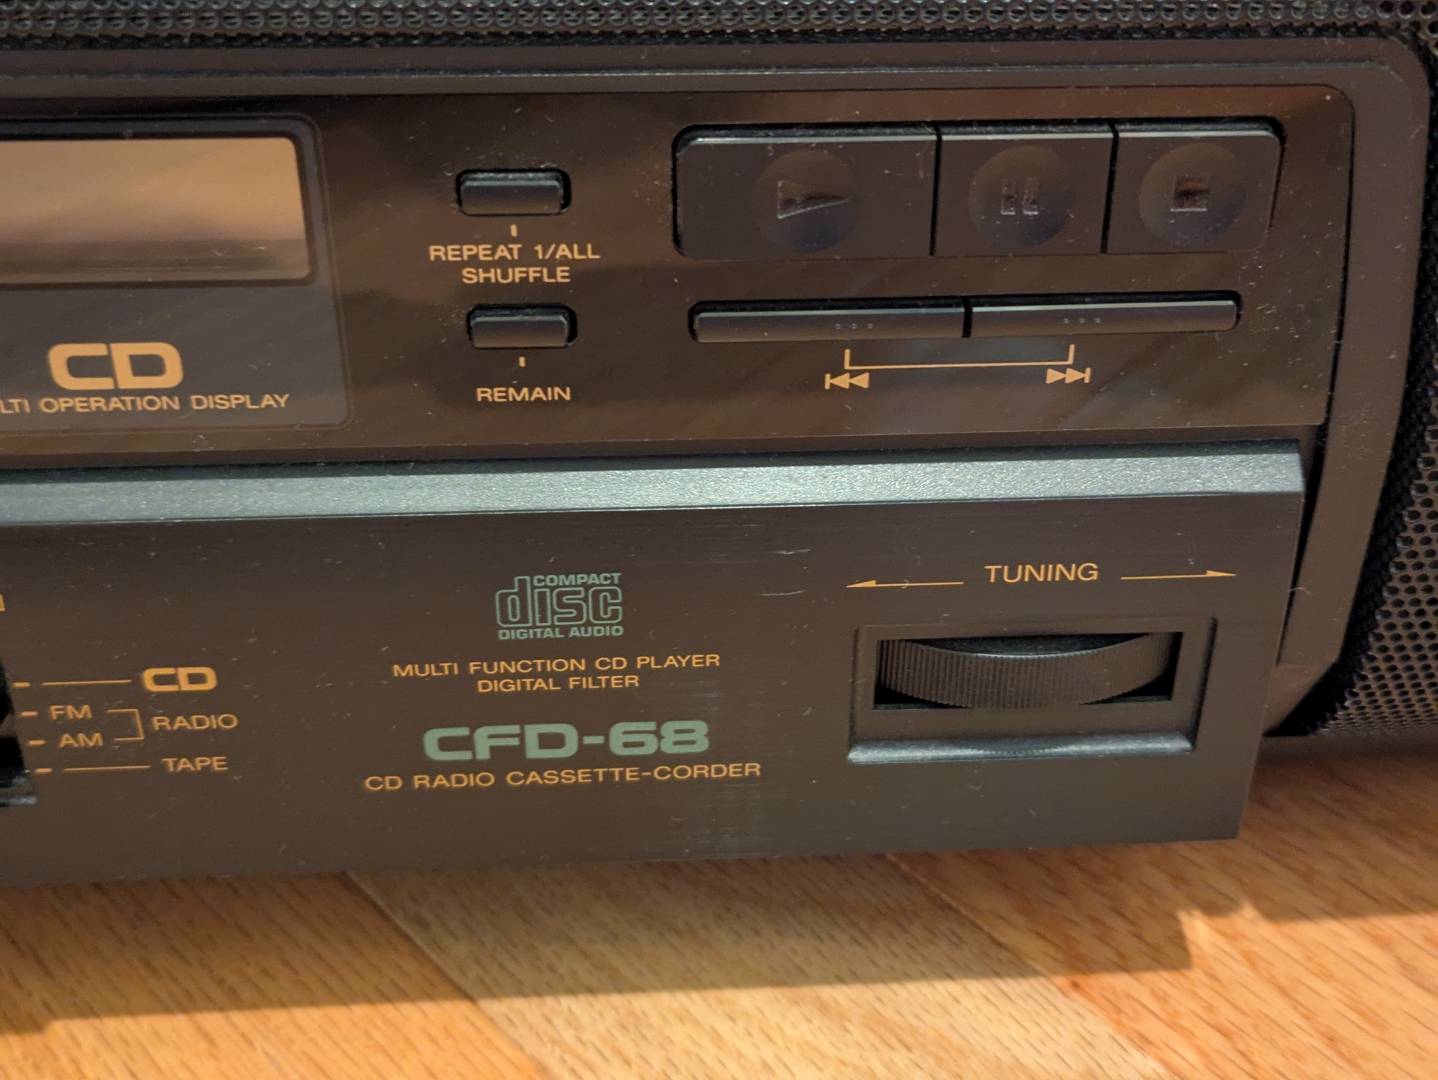 REPEAT 1/ALL
SHUFFLE
REMAIN
CD
LTI OPERATION DISPLAY
COMPACT
disc
DIGITAL AUDIO
TUNING
MULTI FUNCTION CD PLAYER
DIGITAL FILTER
CD
FM
AM
RADIO
TAPE
CFD-68
CD RADIO CASSETTE-CORDER